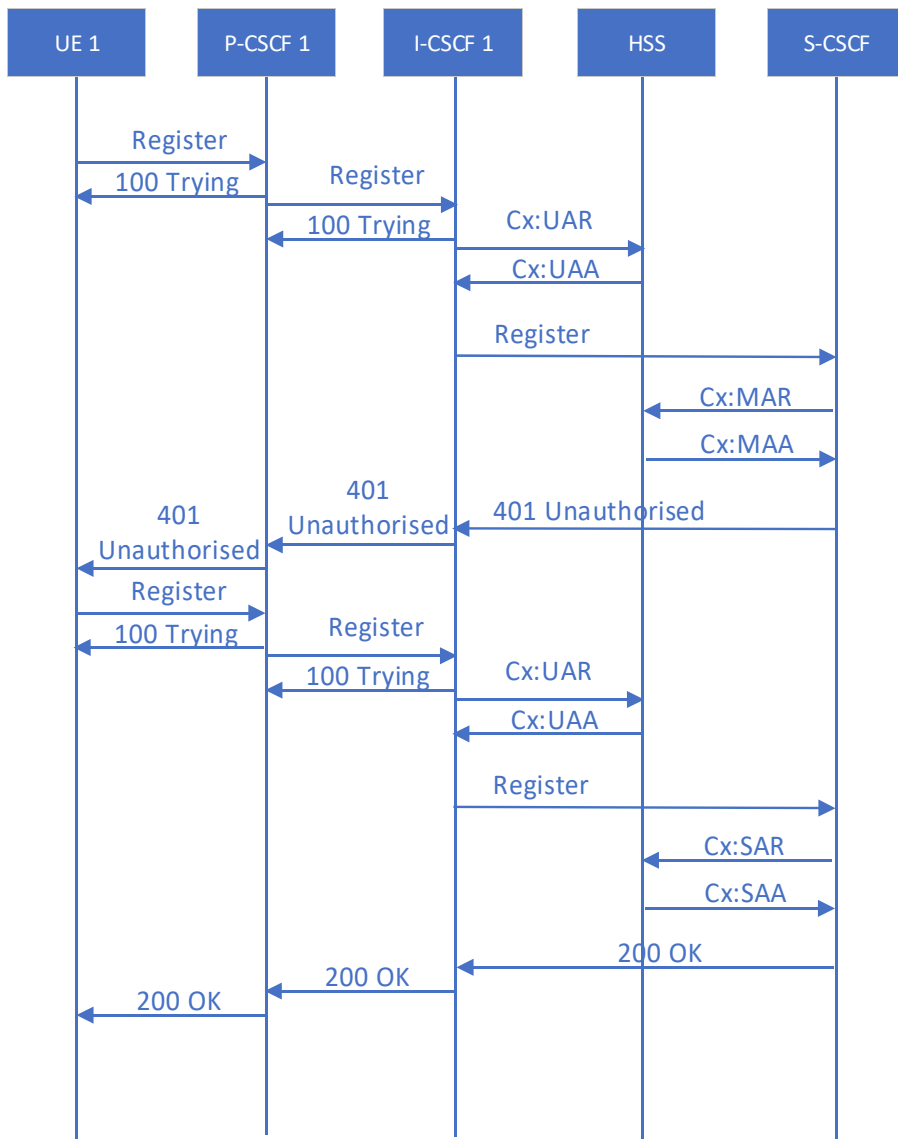 UE 1
P-CSCF 1
I-CSCF 1
HSS
S-CSCF
Register
100 Trying
Register
100 Trying
Cx:UAR
Cx:UAA
Register
Cx:MAR
Cx:MAA
401 Unauthorised
401
Unauthorised
401
Unauthorised
Register
100 Trying
Register
100 Trying
Cx:UAR
Cx:UAA
Register
Cx:SAR
Cx:SAA
200 OK
200 OK
200 OK